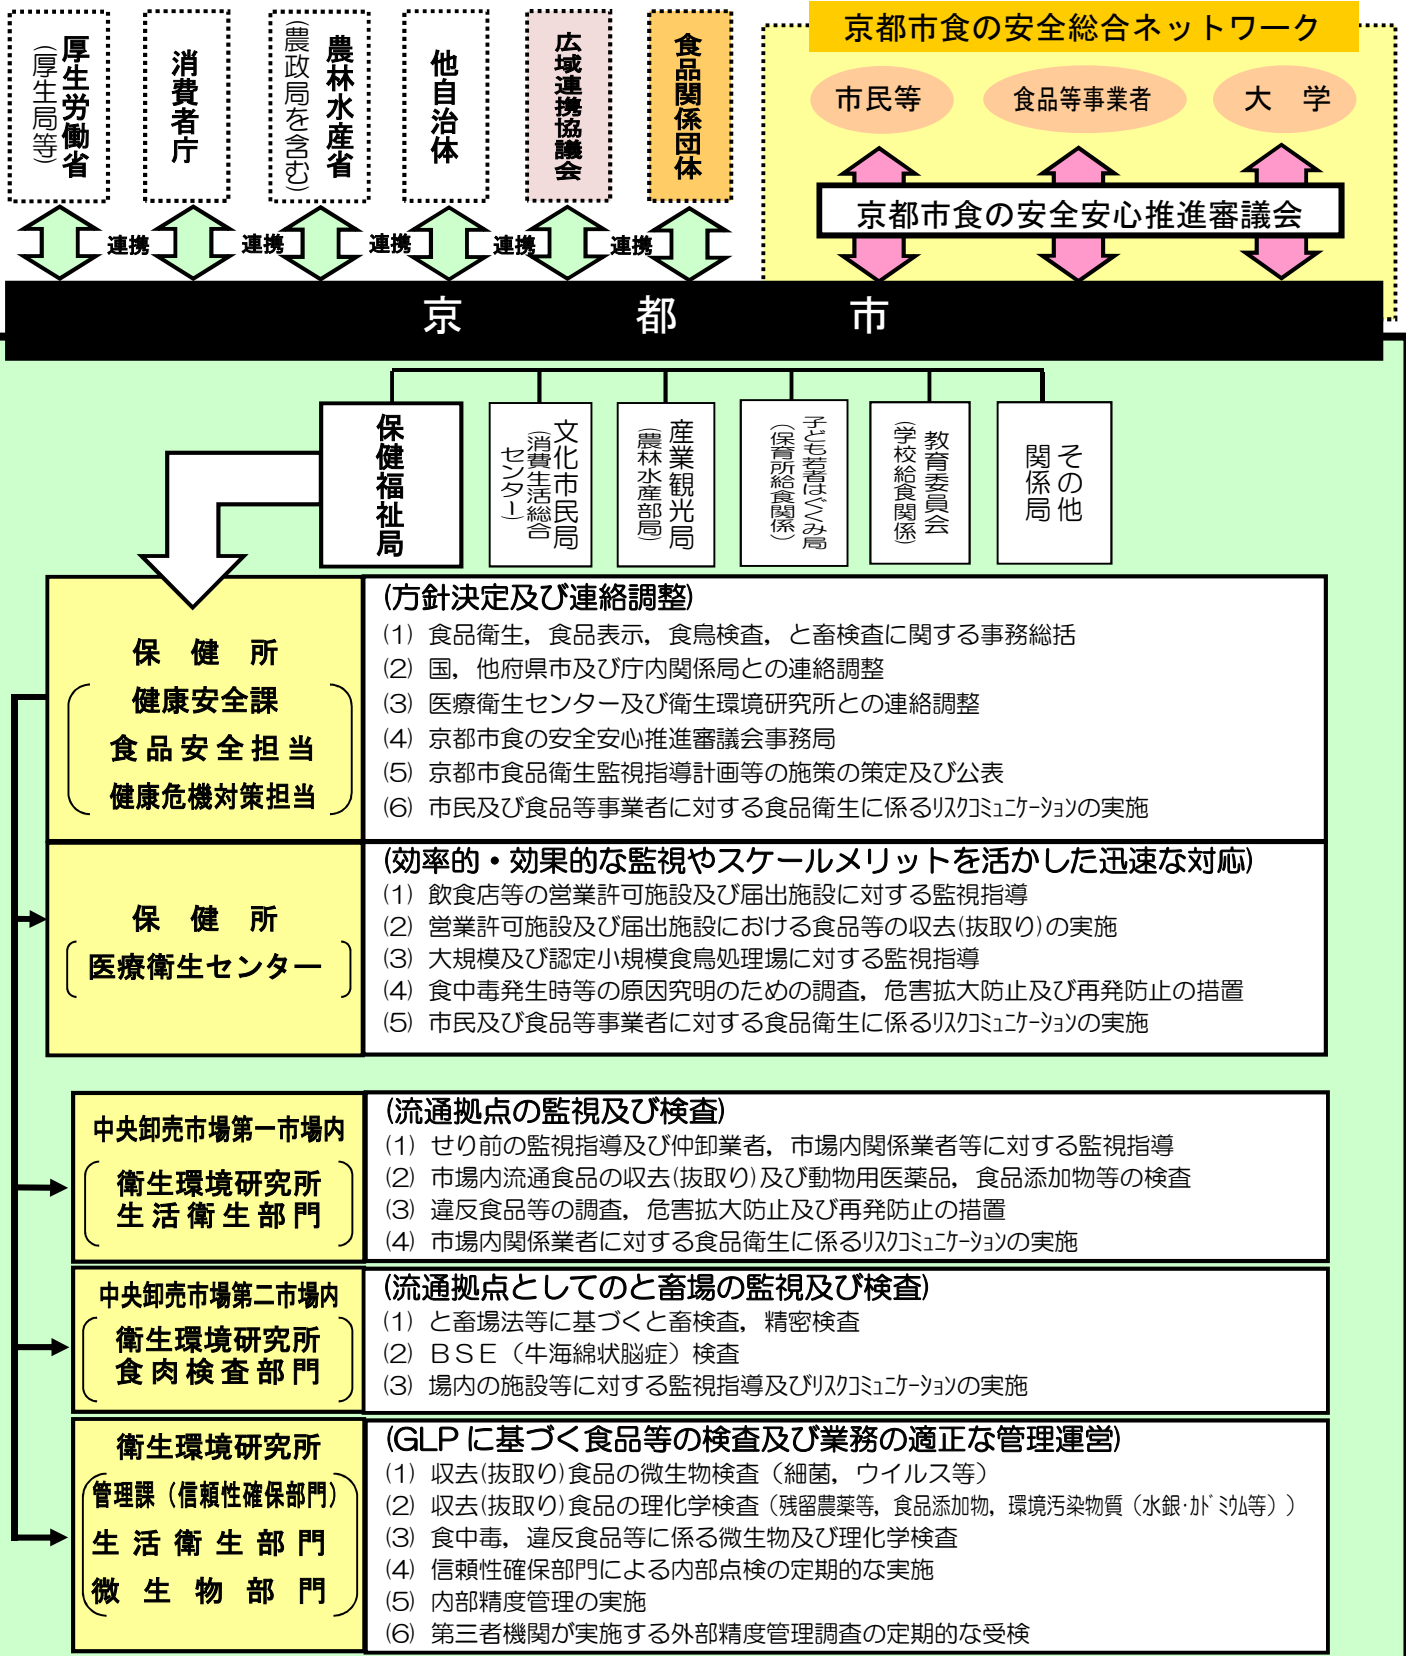 厚生労働省
（厚生局等）
消費者庁
農林水産省
（農政局を含む）
他自治体
広域連携協議会
食品関係団体
京都市食の安全総合ネットワーク
市民等
食品等事業者
大　学
京都市食の安全安心推進審議会
連携
連携
連携
連携
連携
京　都　市
保健福祉局
文化市民局
（消費生活総合
センター）
産業観光局
（農林水産部局）
子ども若者はぐくみ局
（保育所給食関係）
教育委員会
（学校給食関係）
その他
関係局
保　健　所
健康安全課
食品安全担当
健康危機対策担当
(方針決定及び連絡調整)
(1) 食品衛生，食品表示，食鳥検査，と畜検査に関する事務総括
(2) 国，他府県市及び庁内関係局との連絡調整
(3) 医療衛生センター及び衛生環境研究所との連絡調整
(4) 京都市食の安全安心推進審議会事務局
(5) 京都市食品衛生監視指導計画等の施策の策定及び公表
(6) 市民及び食品等事業者に対する食品衛生に係るﾘｽｸｺﾐｭﾆｹｰｼｮﾝの実施
保　健　所
医療衛生センター
(効率的・効果的な監視やスケールメリットを活かした迅速な対応)
(1) 飲食店等の営業許可施設及び届出施設に対する監視指導
(2) 営業許可施設及び届出施設における食品等の収去(抜取り)の実施
(3) 大規模及び認定小規模食鳥処理場に対する監視指導
(4) 食中毒発生時等の原因究明のための調査，危害拡大防止及び再発防止の措置
(5) 市民及び食品等事業者に対する食品衛生に係るﾘｽｸｺﾐｭﾆｹｰｼｮﾝの実施
中央卸売市場第一市場内
衛生環境研究所
生活衛生部門
(流通拠点の監視及び検査)
(1) せり前の監視指導及び仲卸業者，市場内関係業者等に対する監視指導
(2) 市場内流通食品の収去(抜取り)及び動物用医薬品，食品添加物等の検査
(3) 違反食品等の調査，危害拡大防止及び再発防止の措置
(4) 市場内関係業者に対する食品衛生に係るﾘｽｸｺﾐｭﾆｹｰｼｮﾝの実施
中央卸売市場第二市場内
衛生環境研究所
食肉検査部門
(流通拠点としてのと畜場の監視及び検査)
(1) と畜場法等に基づくと畜検査，精密検査
(2) ＢＳＥ（牛海綿状脳症）検査
(3) 場内の施設等に対する監視指導及びﾘｽｸｺﾐｭﾆｹｰｼｮﾝの実施
衛生環境研究所
管理課（信頼性確保部門）
生活衛生部門
微生物部門
(GLPに基づく食品等の検査及び業務の適正な管理運営)
(1) 収去(抜取り)食品の微生物検査（細菌，ウイルス等）
(2) 収去(抜取り)食品の理化学検査（残留農薬等，食品添加物，環境汚染物質（水銀･ｶﾄﾞﾐｳﾑ等））
(3) 食中毒，違反食品等に係る微生物及び理化学検査
(4) 信頼性確保部門による内部点検の定期的な実施
(5) 内部精度管理の実施
(6) 第三者機関が実施する外部精度管理調査の定期的な受検